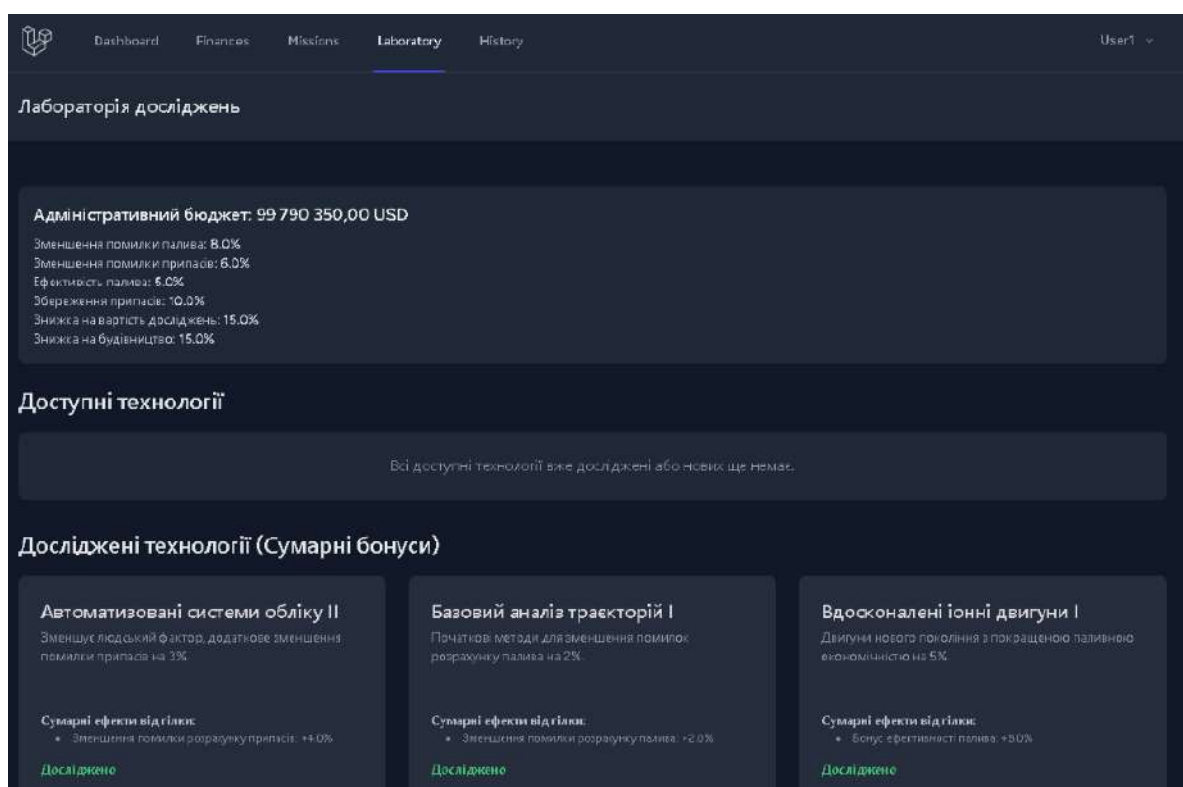 Dashboard Finances Missions Laboratory History User1
Лабораторія досліджень
Адміністративний бюджет: 99 790 350,00 USD
Зменшення помилки палива: 8.0%
Зменшення помилки припасів: 6.0%
Ефективість палива: 5.0%
Збереження припасів: 10.0%
Знижка на вартість досліджень: 15.0%
Знижка на будівництво: 15.0%
Доступні технології
Всі доступні технології вже досліджені або нових ще немає.
Досліджені технології (Сумарні бонуси)
Автоматизовані системи обліку II
Зменшує людський фактор, додаткове зменшення
помилки припасів на 3%.
Сумарні ефекти від гілки:
• Зменшення помилки розрахунку припасів: +4.0%
Досліджено
Базовий аналіз траєкторій I
Початкові методи для зменшення помилок
розрахунку палива на 2%.
Сумарні ефекти від гілки:
• Зменшення помилки розрахунку палива: +2.0%
Досліджено
Вдосконалені іонні двигуни I
Двигуни нового покоління з покращеною паливною
економічністю на 5%.
Сумарні ефекти від гілки:
• Бонус ефективності палива: +5.0%
Досліджено